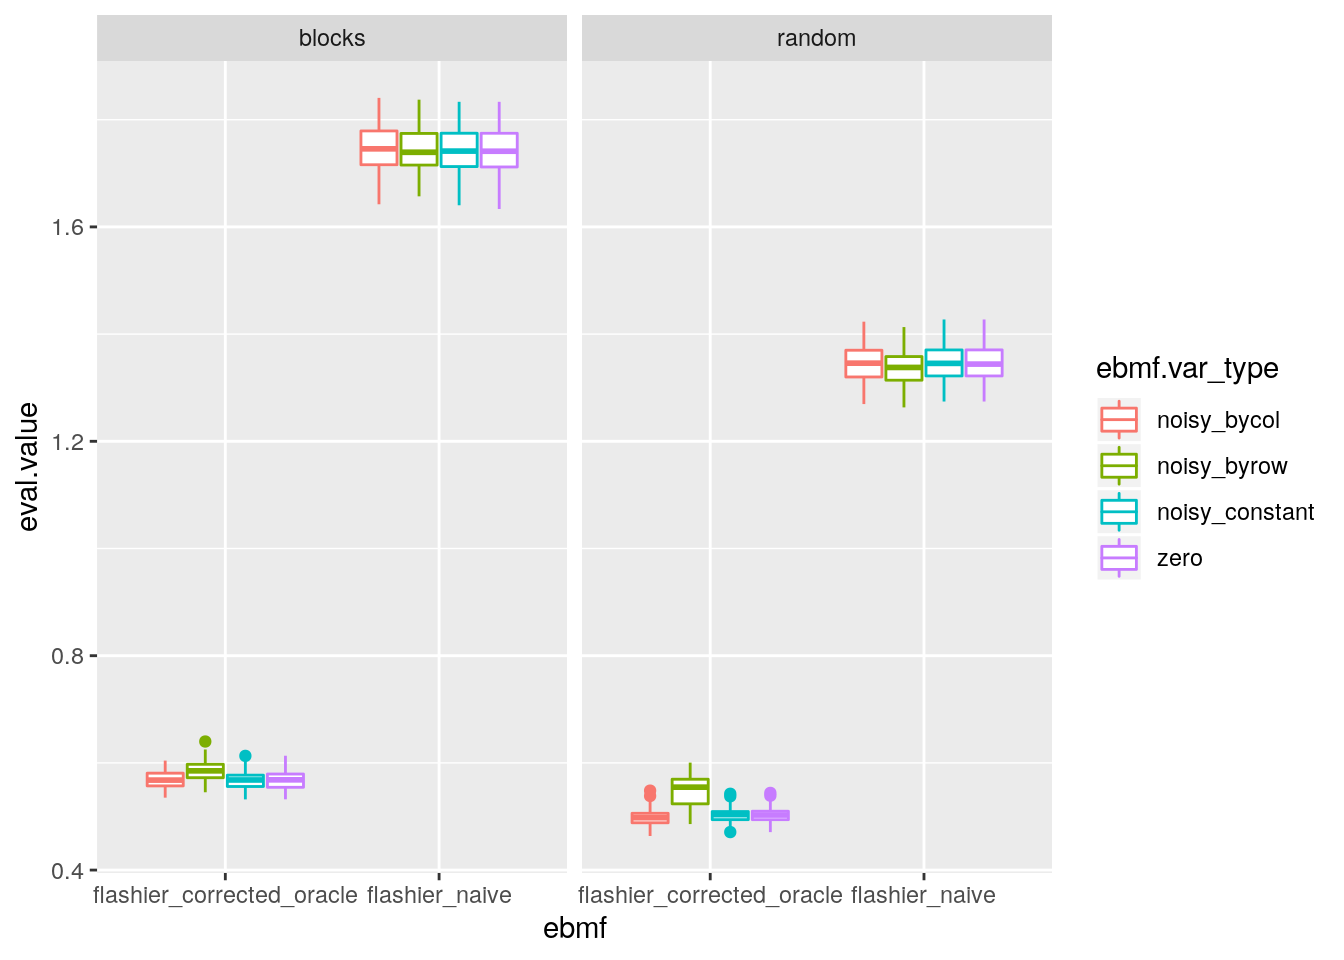 blocks
random
eval.value
1.6
1.2
0.8
0.4
flashier_corrected_oracle
flashier_naive
flashier_corrected_oracle
flashier_naive
ebmf
ebmf.var_type
noisy_bycol
noisy_byrow
noisy_constant
zero